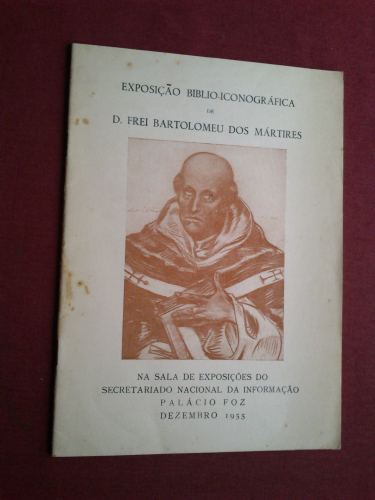 EXPOSIÇÃO BIBLIO-ICONOGRÁFICA
DE
D. FREI BARTOLOMEU DOS MÁRTIRES
NA SALA DE EXPOSIÇÕES DO
SECRETARIADO NACIONAL DA INFORMAÇÃO
PALÁCIO FOZ
DEZEMBRO 1955